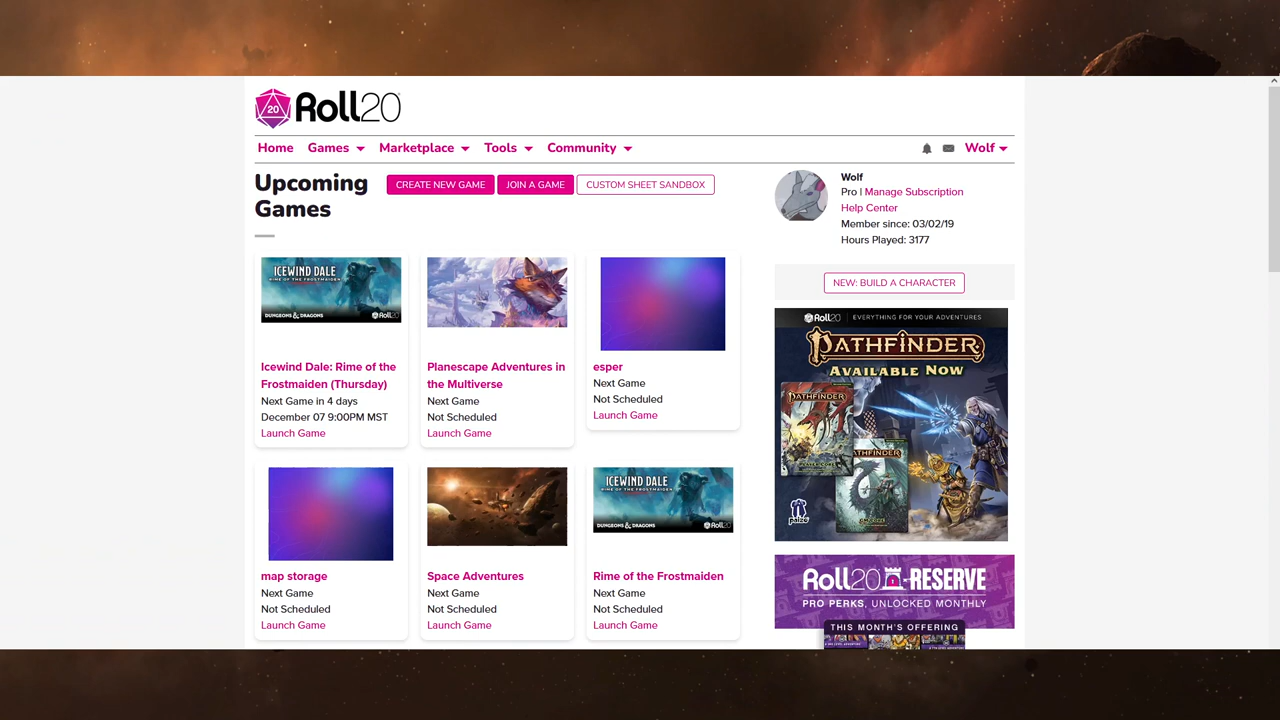 20 Roll20
Home Games Marketplace Tools Community Wolf
Upcoming
Games
CREATE NEW GAME JOIN A GAME CUSTOM SHEET SANDBOX
Wolf
Pro | Manage Subscription
Help Center
Member since: 03/02/19
Hours Played: 3177
NEW: BUILD A CHARACTER
ICEWIND DALE
RIME OF THE FROSTMAIDEN
DUNGEONS & DRAGONS Roll20
Icewind Dale: Rime of the
Frostmaiden (Thursday)
Next Game in 4 days
December 07 9:00PM MST
Launch Game
Planescape Adventures in
the Multiverse
Next Game
Not Scheduled
Launch Game
esper
Next Game
Not Scheduled
Launch Game
map storage
Next Game
Not Scheduled
Launch Game
Space Adventures
Next Game
Not Scheduled
Launch Game
ICEWIND DALE
RIME OF THE FROSTMAIDEN
DUNGEONS & DRAGONS Roll20
Rime of the Frostmaiden
Next Game
Not Scheduled
Launch Game
Roll20 | EVERYTHING FOR YOUR ADVENTURES
PATHFINDER
AVAILABLE NOW
PATHFINDER
PATHFINDER
paizo
Roll20 RESERVE
PRO PERKS, UNLOCKED MONTHLY
THIS MONTH'S OFFERING